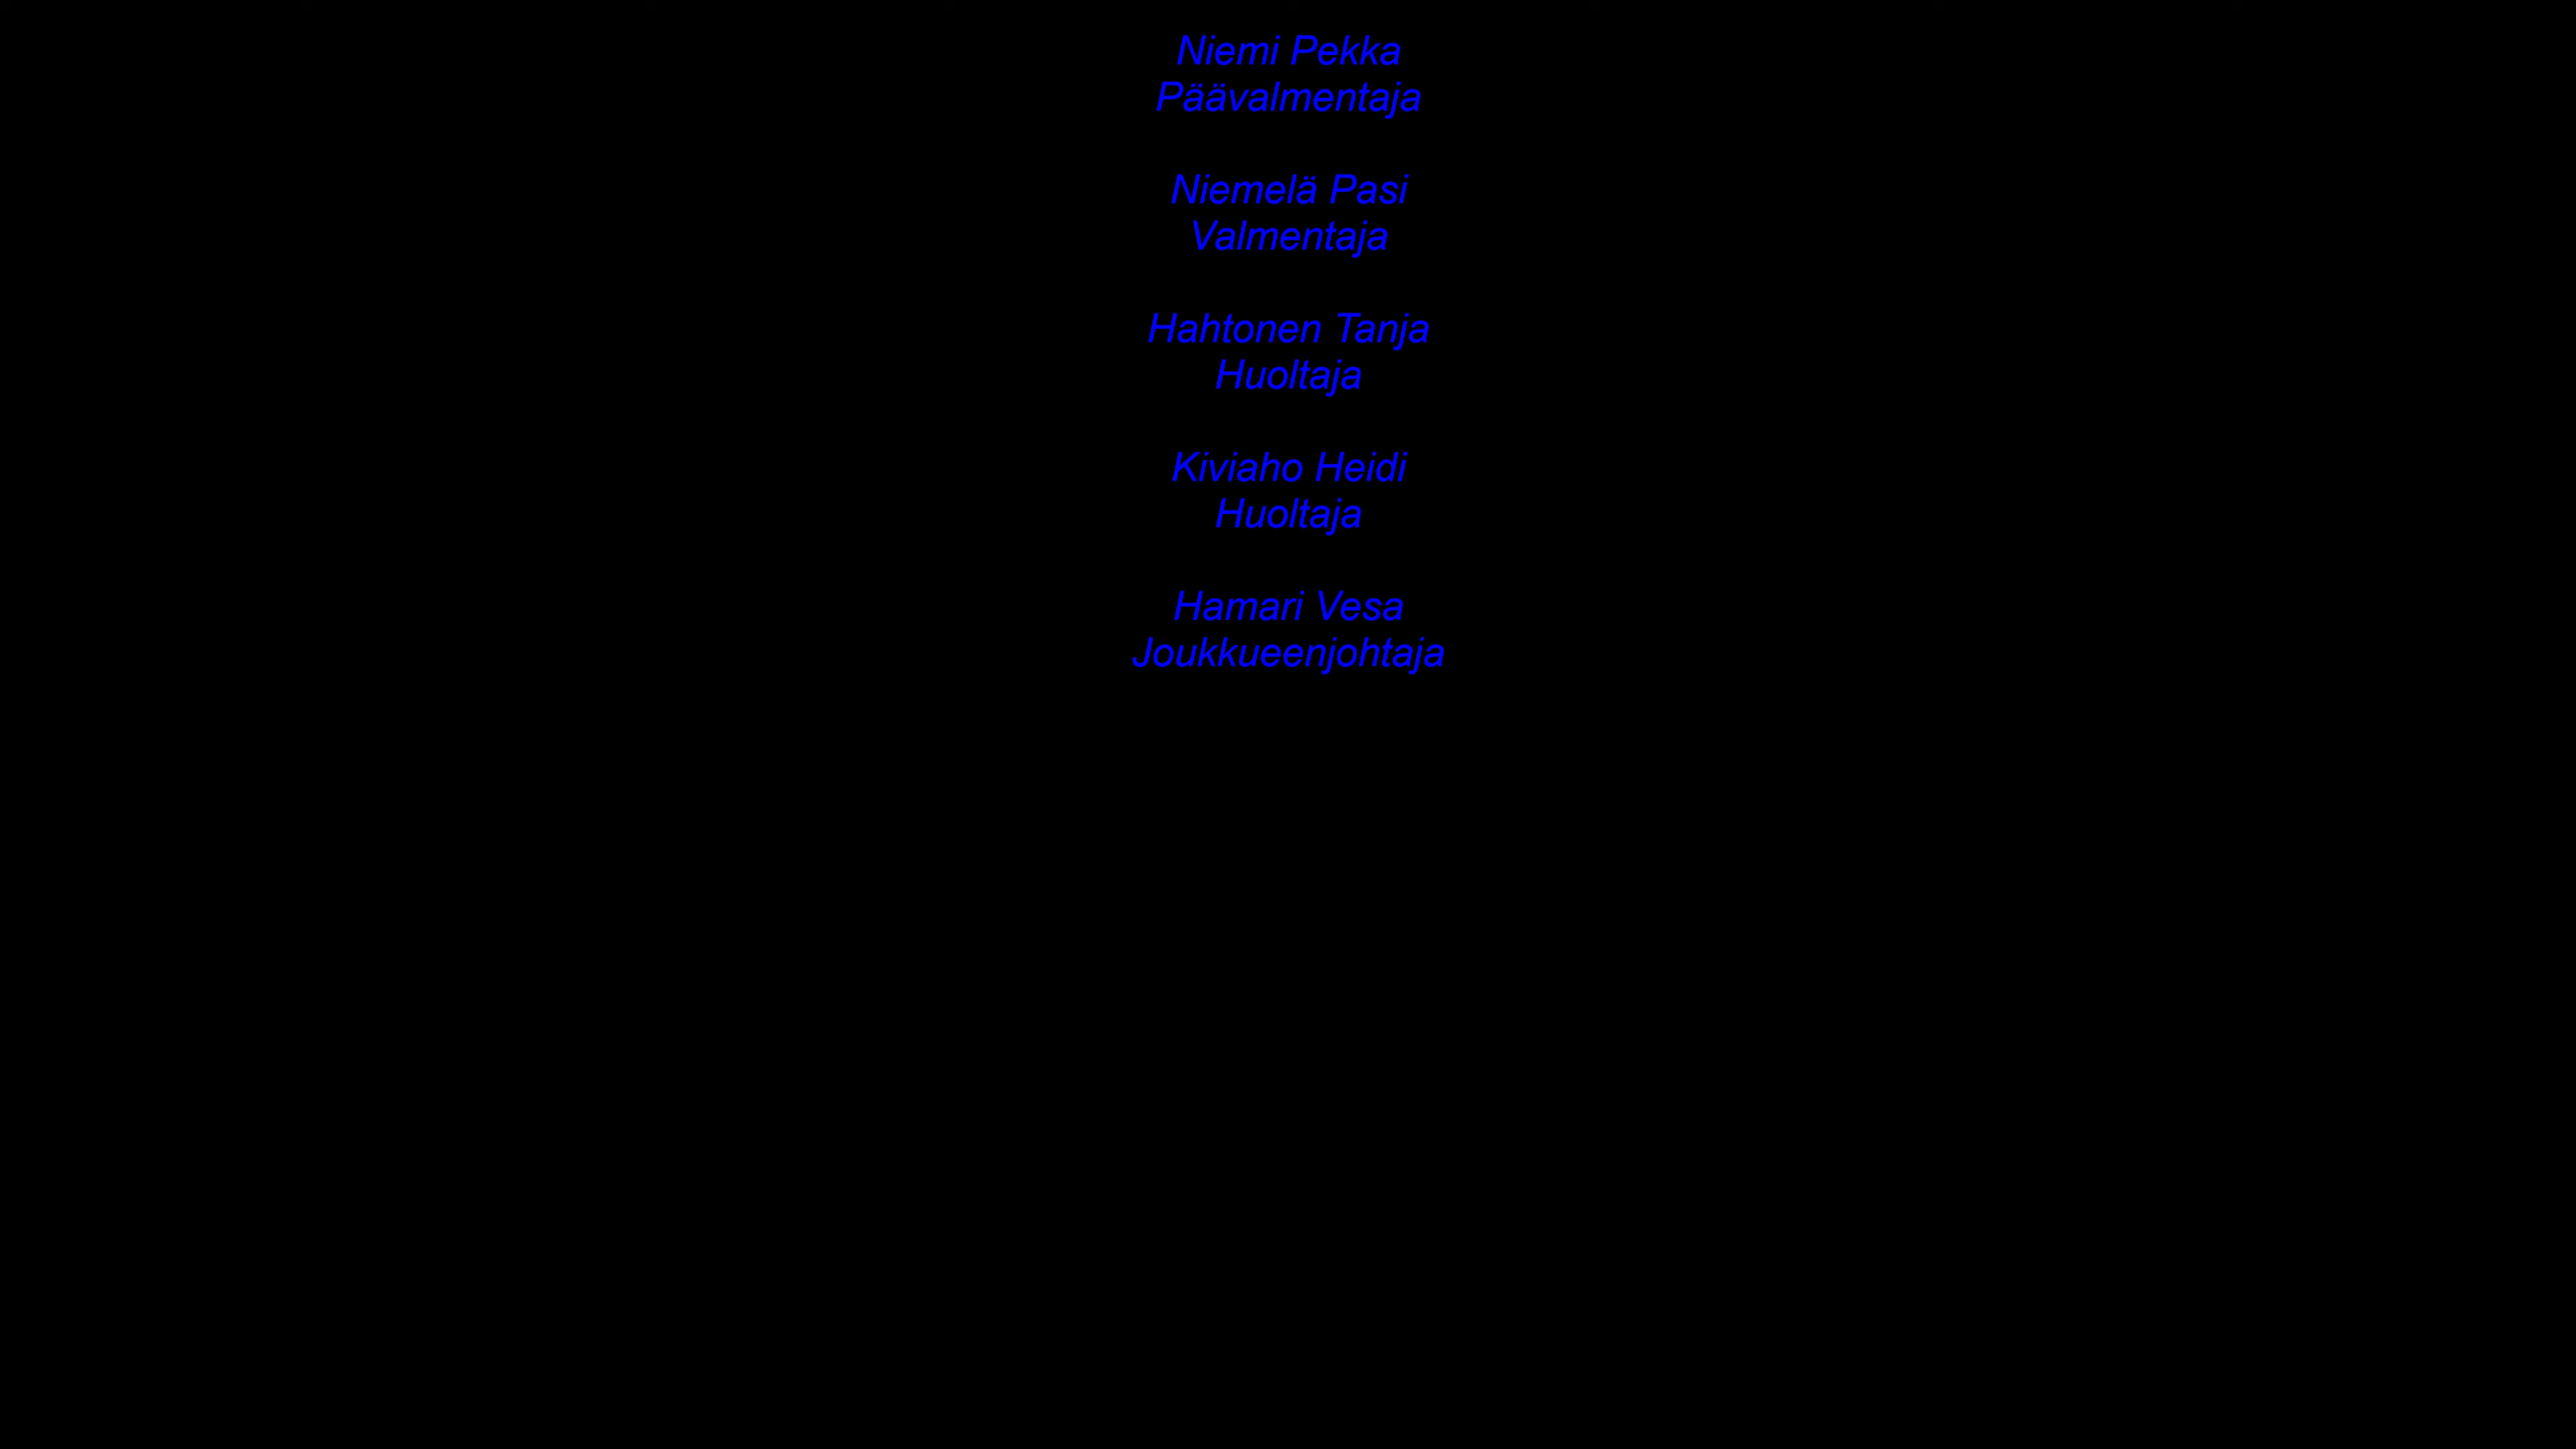 Niemi Pekka
Päävalmentaja
Niemelä Pasi
Valmentaja
Hahtonen Tanja
Huoltaja
Kiviaho Heidi
Huoltaja
Hamari Vesa
Joukkueenjohtaja